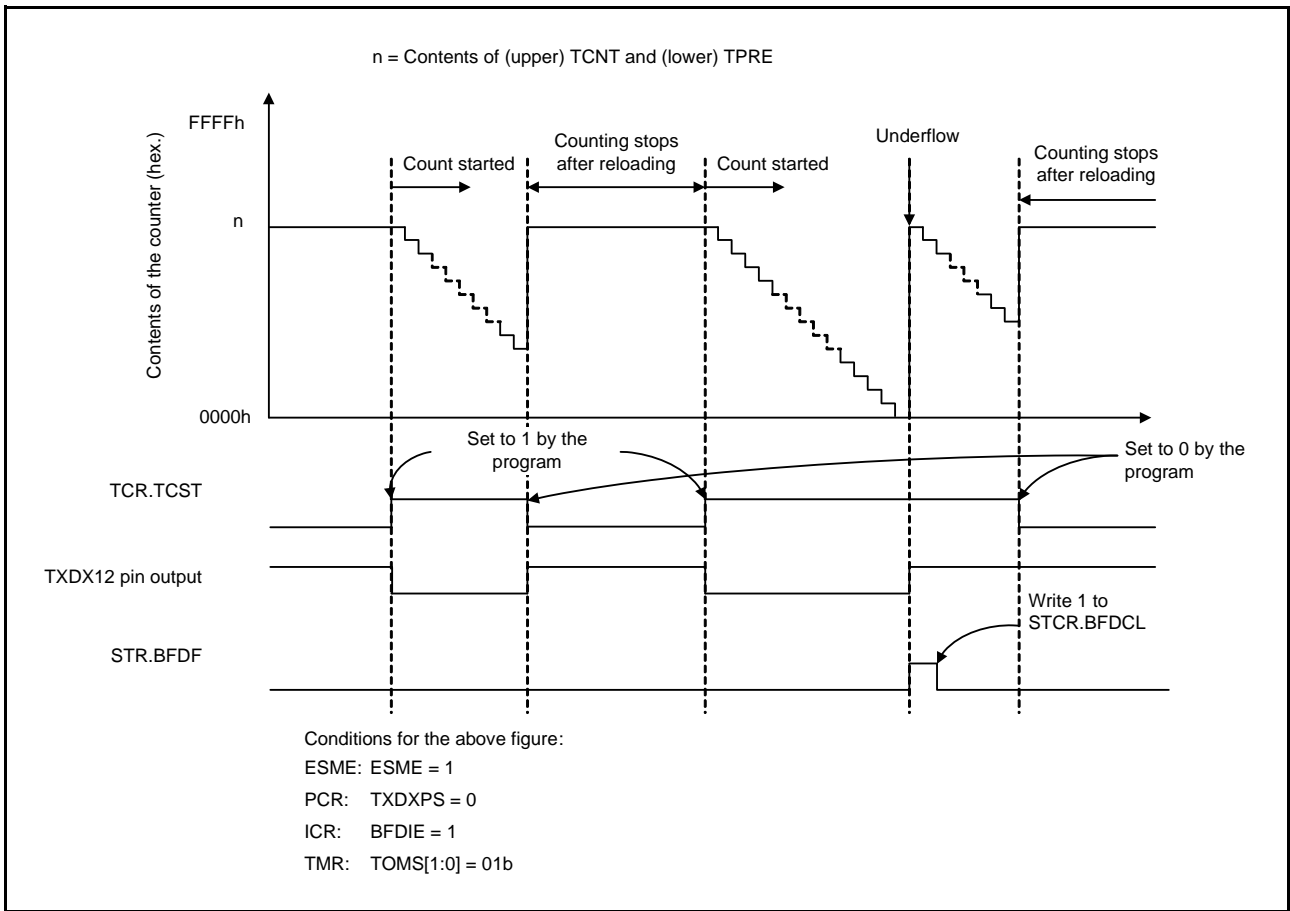 n = Contents of (upper) TCNT and (lower) TPRE
Contents of the counter (hex.)
FFFFh
n
0000h
Count started
Counting stops
after reloading
Count started
Underflow
Counting stops
after reloading
Set to 1 by the
program
Set to 0 by the
program
TCR.TCST
TXDX12 pin output
Write 1 to
STCR.BFDCL
STR.BFDF
Conditions for the above figure:
ESME: ESME = 1
PCR: TXDXPS = 0
ICR: BFDIE = 1
TMR: TOMS[1:0] = 01b